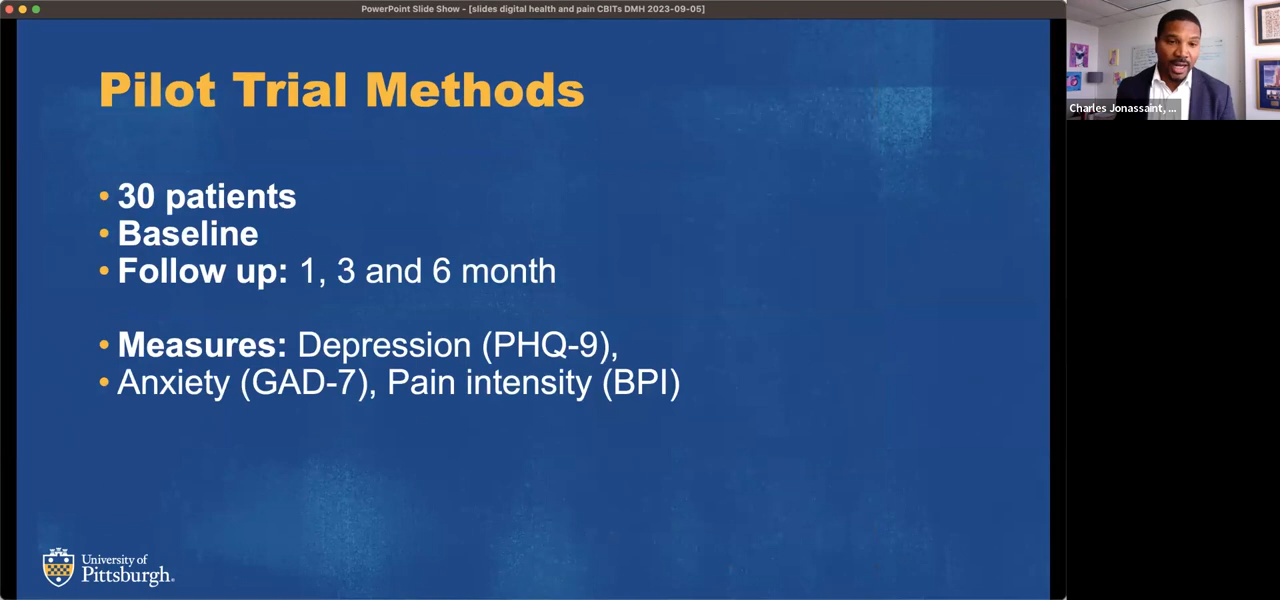 PowerPoint Slide Show - [slides digital health and pain CBITs DMH 2023-09-05]
Pilot Trial Methods
• 30 patients
• Baseline
• Follow up: 1, 3 and 6 month
• Measures: Depression (PHQ-9),
• Anxiety (GAD-7), Pain intensity (BPI)
University of
Pittsburgh.
Charles Jonassaint, ...